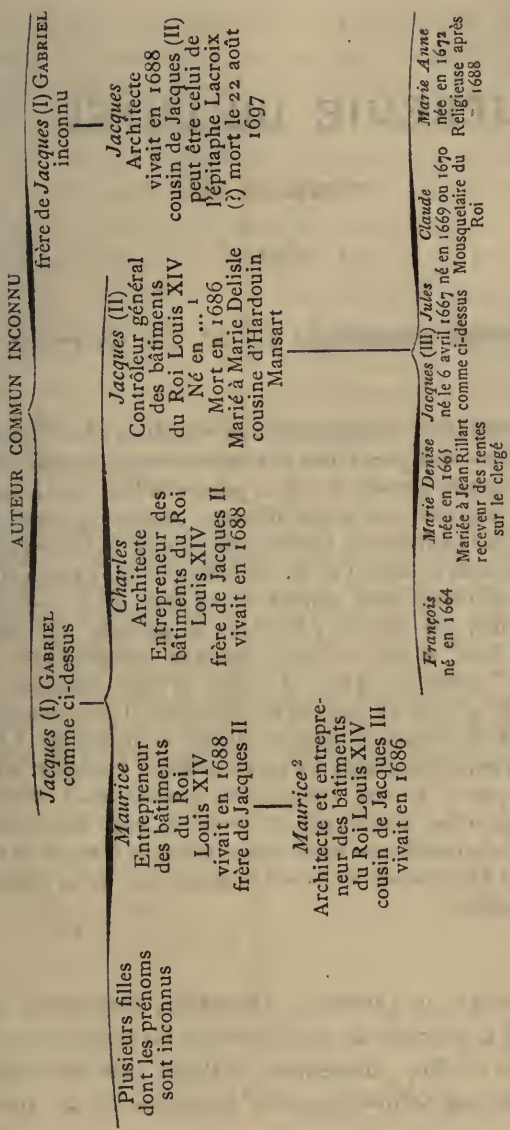 AUTEUR COMMUN INCONNU
Jacques (I) GABRIEL
comme ci-dessus
frère de Jacques (I) GABRIEL
inconnu
Plusieurs filles
dont les prénoms
sont inconnus
Maurice
Entrepreneur
des bâtiments
du Roi
Louis XIV
vivait en 1688
frère de Jacques II
Charles
Architecte
Entrepreneur des
bâtiments du Roi
Louis XIV
frère de Jacques II
vivait en 1688
Jacques (II)
Contrôleur général
des bâtiments
du Roi Louis XIV
Né en ... 1
Mort en 1686
Marié à Marie Delisle
cousine d'Hardouin
Mansart
Jacques
Architecte
vivait en 1688
cousin de Jacques (II)
peut être celui de
l'épitaphe Lacroix
(?) mort le 22 août
1697
Maurice 2
Architecte et entrepre-
neur des bâtiments
du Roi Louis XIV
cousin de Jacques III
vivait en 1686
François
né en 1664
Marie Denise
née en 1665
Mariée à Jean Rillart
receveur des rentes
sur le clergé
Jacques (III) Jules
né le 6 avril 1667
comme ci-dessus
Claude
né en 1669 ou 1670
Mousquelaire du
Roi
Marie Anne
née en 1672
Religieuse après
1688